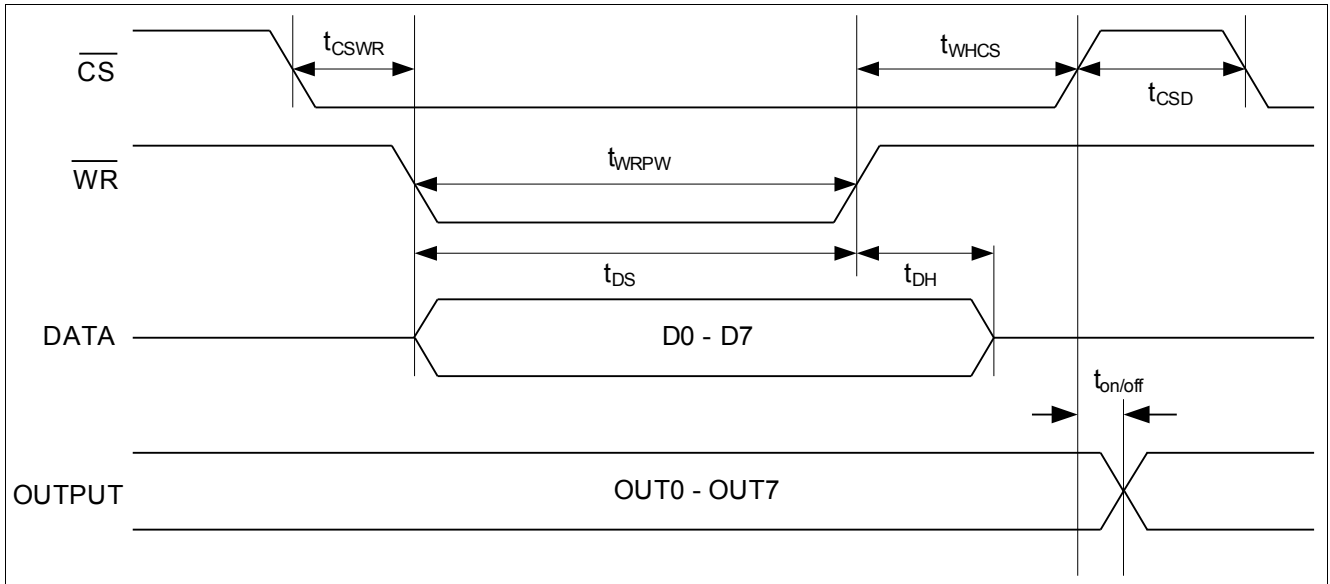 CS
tCSWR
tWHCS
tCSD
WR
tWRPW
tDS
tDH
DATA
D0 - D7
ton/off
OUTPUT
OUT0 - OUT7